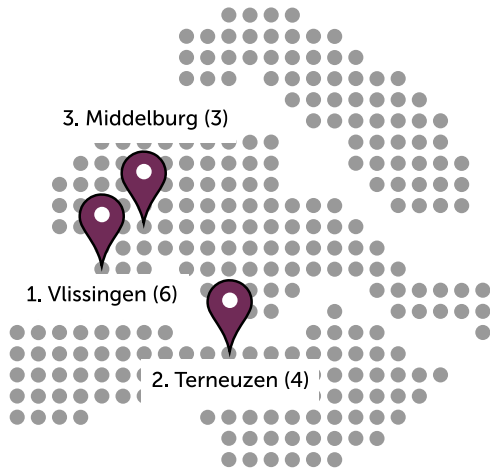 3. Middelburg (3)
1. Vlissingen (6)
2. Terneuzen (4)